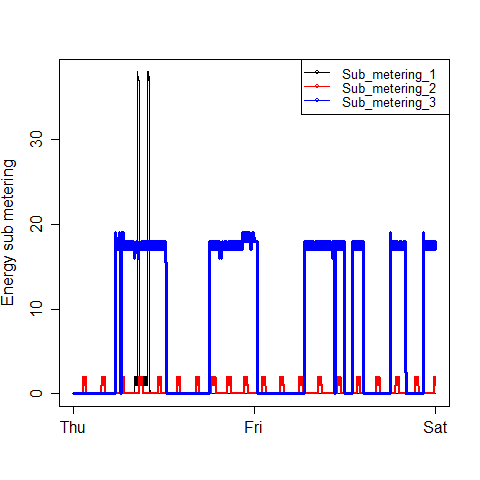 Sub_metering_1
Sub_metering_2
Sub_metering_3
Energy sub metering
30
20
10
0
Thu Fri Sat